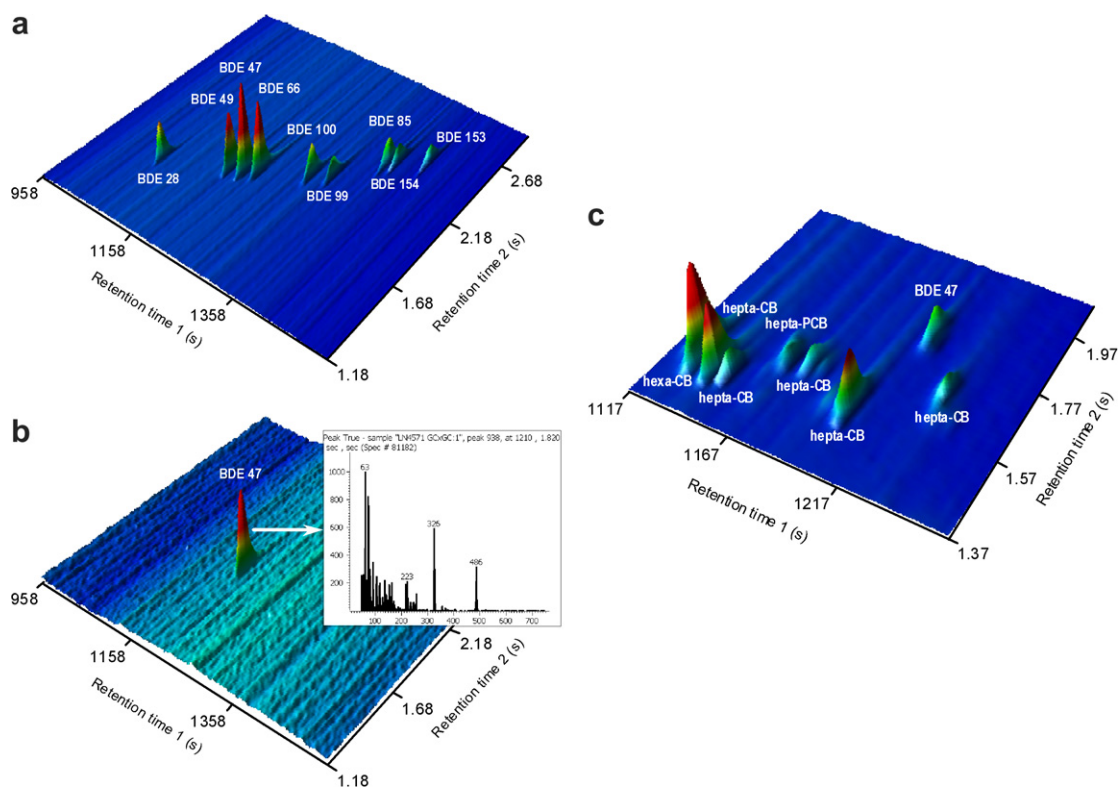 a
BDE 47
BDE 49
BDE 66
BDE 100
BDE 85
BDE 153
BDE 28
BDE 99
BDE 154
958
1158
1358
1.18
1.68
2.18
2.68
Retention time 1 (s)
Retention time 2 (s)
b
BDE 47
Peak True - sample "LN4571 GCxGC:1", peak 938, at 1210 , 1.820
sec , sec (Spec # 81182)
1000
800
600
400
200
63
223
326
486
100 200 300 400 500 600 700
958
1158
1358
1.18
1.68
2.18
Retention time 1 (s)
Retention time 2 (s)
c
hepta-CB
hepta-PCB
BDE 47
hexa-CB
hepta-CB
hepta-CB
hepta-CB
hepta-CB
1117
1167
1217
1.37
1.57
1.77
1.97
Retention time 1 (s)
Retention time 2 (s)